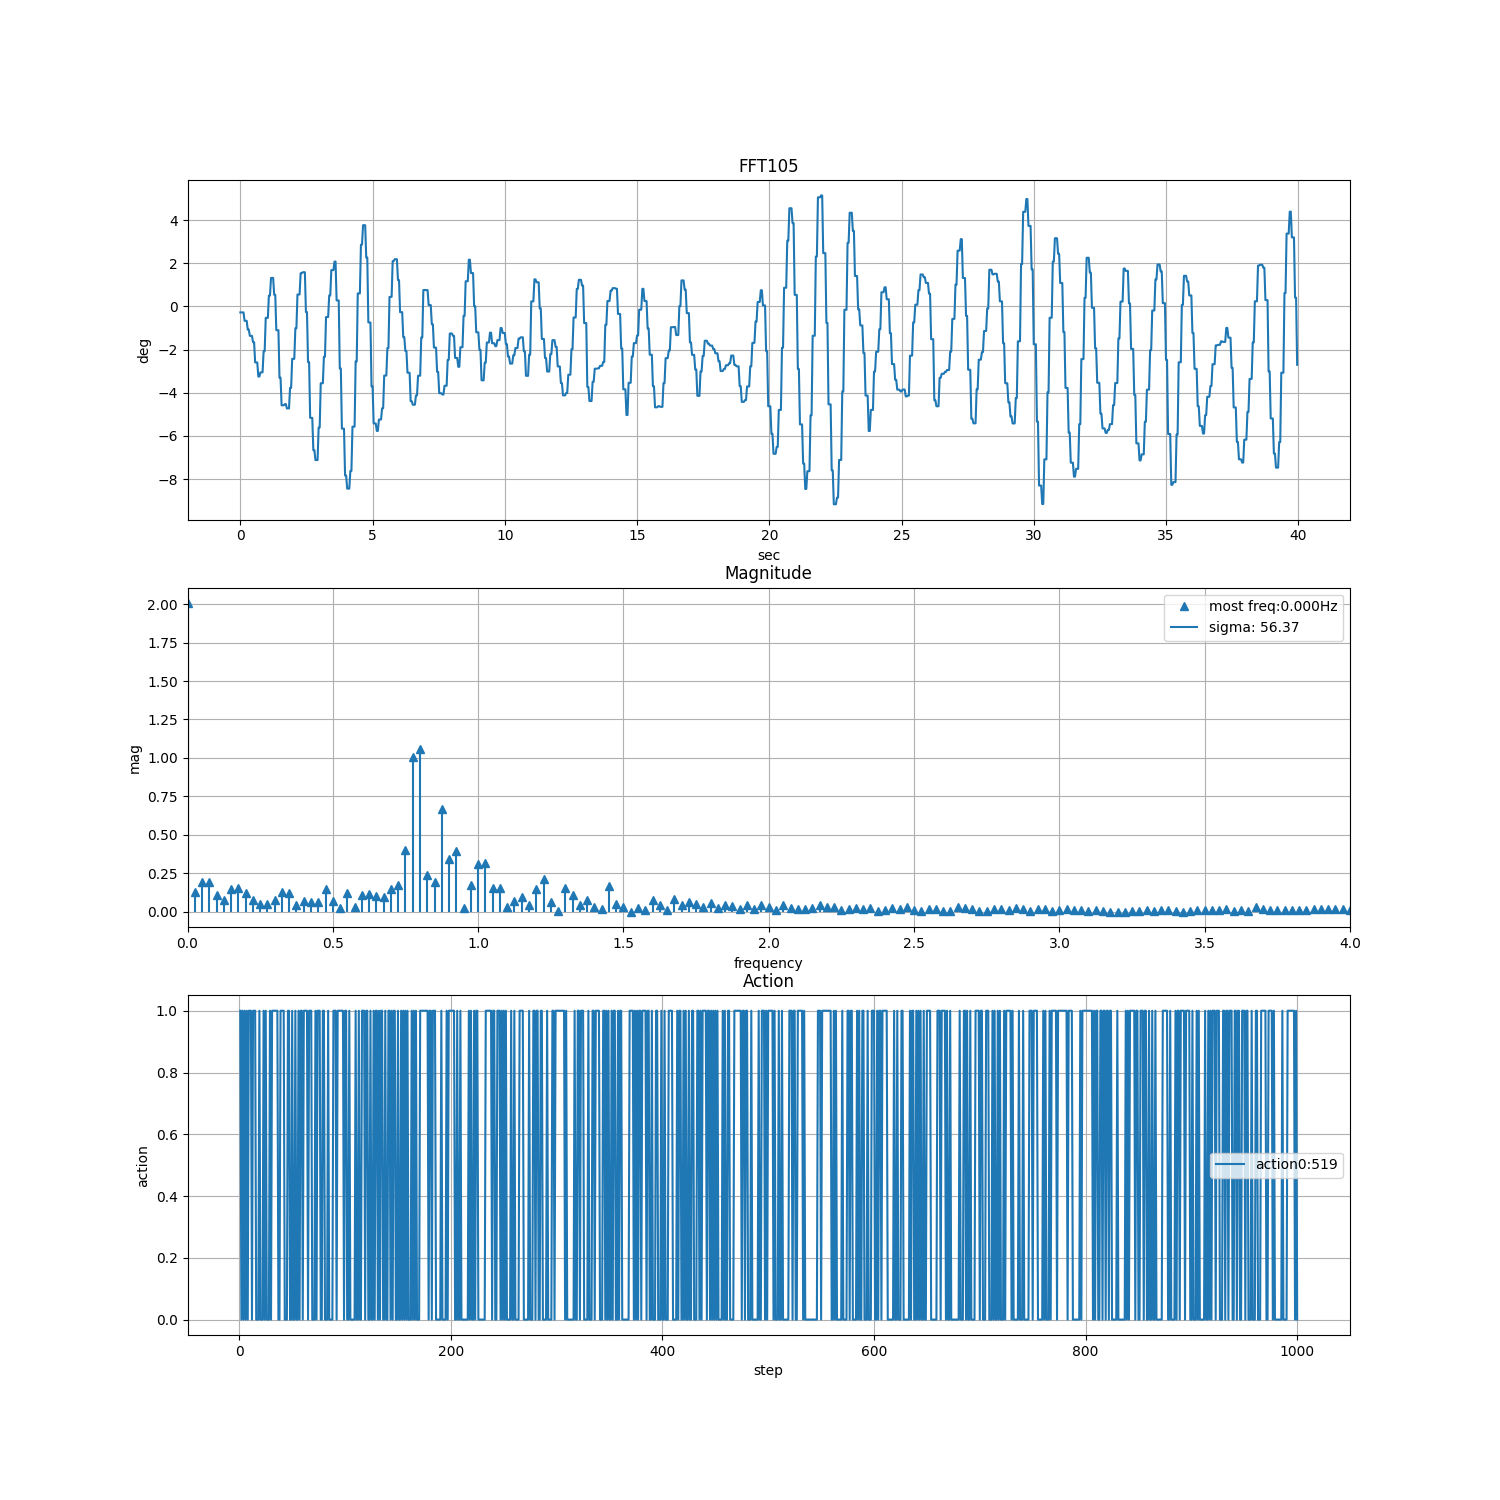 FFT105
4
2
0
−2
−4
−6
−8
deg
0 5 10 15 20 25 30 35 40
sec
Magnitude
2.00
1.75
1.50
1.25
1.00
0.75
0.50
0.25
0.00
mag
most freq:0.000Hz
sigma: 56.37
0.0 0.5 1.0 1.5 2.0 2.5 3.0 3.5 4.0
frequency
Action
1.0
0.8
0.6
0.4
0.2
0.0
action
action0:519
0 200 400 600 800 1000
step